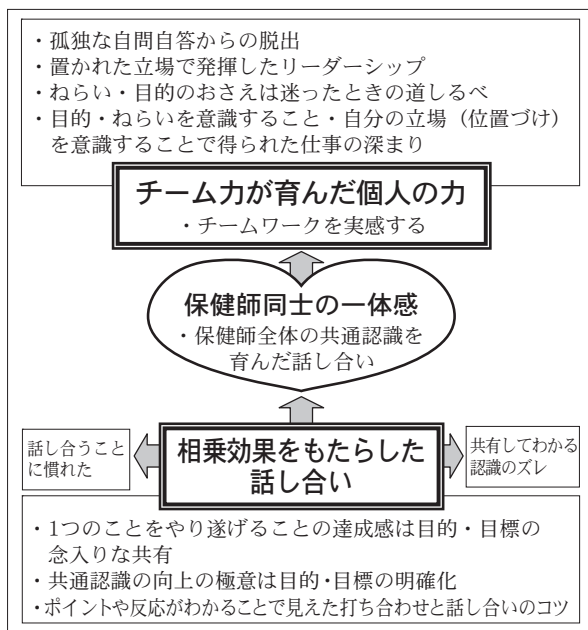 ・孤独な自問自答からの脱出
・置かれた立場で発揮したリーダーシップ
・ねらい・目的のおさえは迷ったときの道しるべ
・目的・ねらいを意識すること・自分の立場（位置づけ）
を意識することで得られた仕事の深まり
チーム力が育んだ個人の力
・チームワークを実感する
保健師同士の一体感
・保健師全体の共通認識を
育んだ話し合い
話し合うこと
に慣れた
相乗効果をもたらした
話し合い
共有してわかる
認識のズレ
・1つのことをやり遂げることの達成感は目的・目標の
念入りな共有
・共通認識の向上の極意は目的・目標の明確化
・ポイントや反応がわかることで見えた打ち合わせと話し合いのコツ